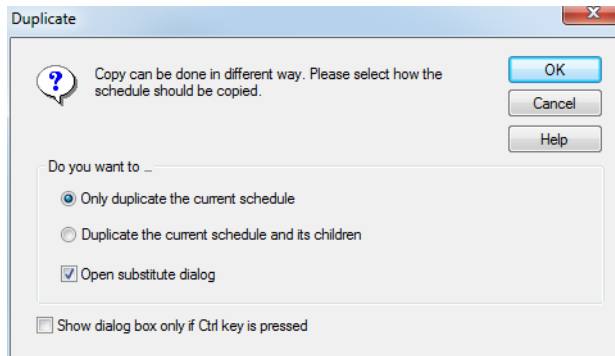 Duplicate
Copy can be done in different way. Please select how the
schedule should be copied.
OK
Cancel
Help
Do you want to ...
Only duplicate the current schedule
Duplicate the current schedule and its children
Open substitute dialog
Show dialog box only if Ctrl key is pressed